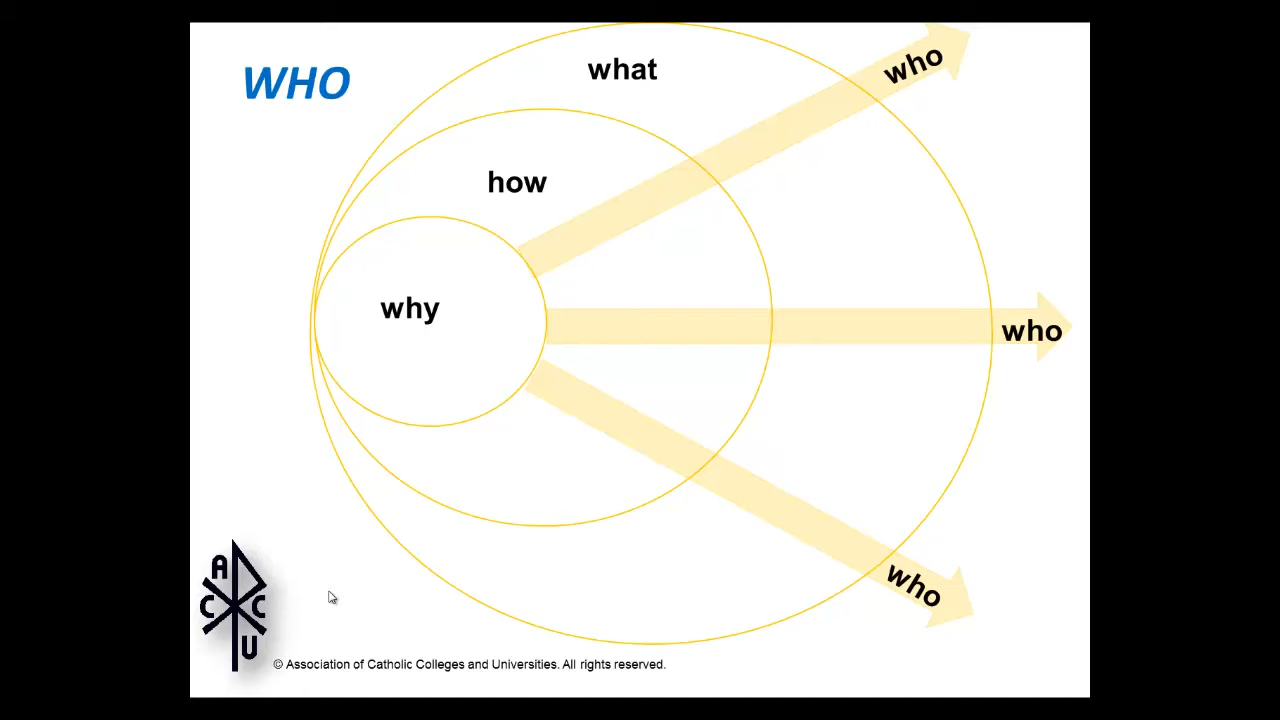 WHO
what
who
how
why
who
who
A
C C
U
© Association of Catholic Colleges and Universities. All rights reserved.